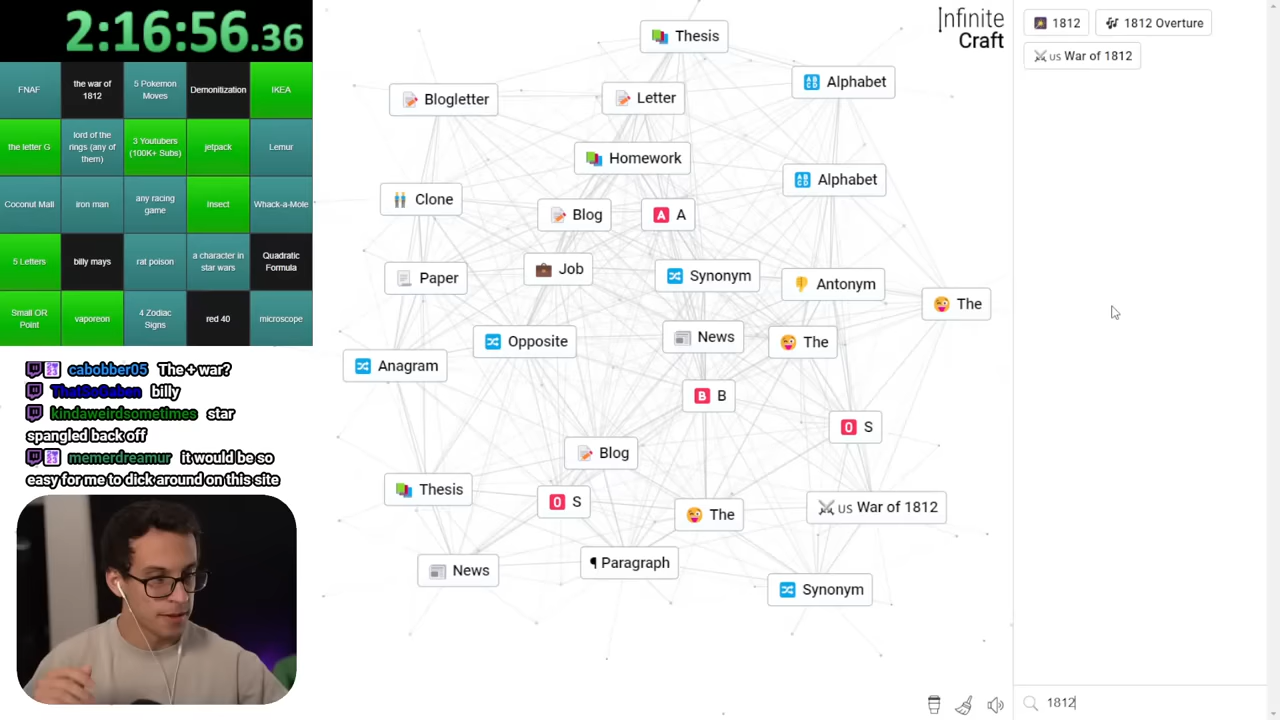 2:16:56.36
FNAF
the war of
1812
5 Pokemon
Moves
Demonitization
IKEA
the letter G
lord of the
rings (any of
them)
3 Youtubers
(100K+ Subs)
jetpack
Lemur
Coconut Mall
iron man
any racing
game
Insect
Whack-a-Mole
5 Letters
billy mays
rat poison
a character in
star wars
Quadratic
Formula
Small OR
Point
vaporeon
4 Zodiac
Signs
red 40
microscope
cabobber05 The + war?
ThatSoGaben billy
kindaweirdsometimes star
spangled back off
memerdreamur it would be so
easy for me to dick around on this site
Infinite
Craft
Thesis
Alphabet
Blogletter
Letter
Homework
Alphabet
Clone
Blog
A A
Job
Synonym
Paper
Antonym
The
Opposite
News
The
Anagram
B B
0 S
Blog
Thesis
0 S
The
US War of 1812
¶ Paragraph
News
Synonym
1812
1812 Overture
US War of 1812
1812